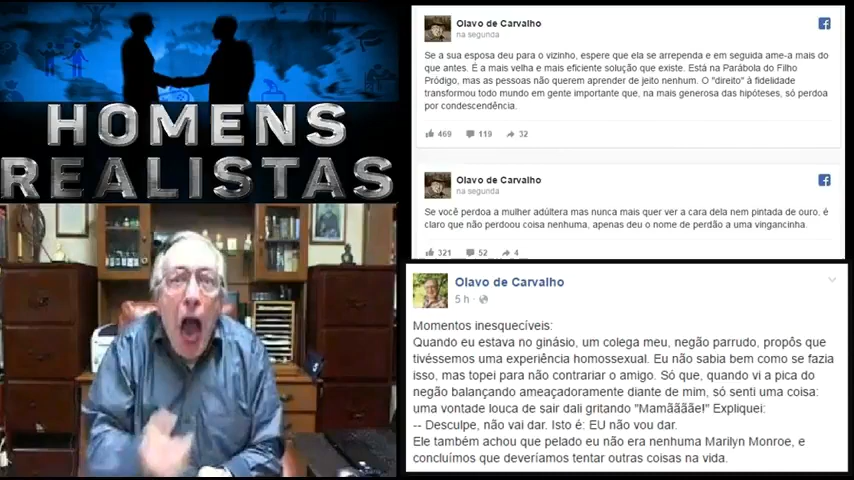 HOMENS
REALISTAS
Olavo de Carvalho
na segunda
Se a sua esposa deu para o vizinho, espere que ela se arrependa e em seguida ame-a mais do
que antes. É a mais velha e mais eficiente solução que existe. Está na Parábola do Filho
Pródigo, mas as pessoas não querem aprender de jeito nenhum. O "direito" à fidelidade
transformou todo mundo em gente importante que, na mais generosa das hipóteses, só perdoa
por condescendência.
469 119 32
Olavo de Carvalho
na segunda
Se você perdoa a mulher adúltera mas nunca mais quer ver a cara dela nem pintada de ouro, é
claro que não perdoou coisa nenhuma, apenas deu o nome de perdão a uma vingancinha.
321 52 4
Olavo de Carvalho
5 h ·
Momentos inesquecíveis:
Quando eu estava no ginásio, um colega meu, negão parrudo, propôs que
tivéssemos uma experiência homossexual. Eu não sabia bem como se fazia
isso, mas topei para não contrariar o amigo. Só que, quando vi a pica do
negão balançando ameaçadoramente diante de mim, só senti uma coisa:
uma vontade louca de sair dali gritando "Mamããããe!" Expliquei:
-- Desculpe, não vai dar. Isto é: EU não vou dar.
Ele também achou que pelado eu não era nenhuma Marilyn Monroe, e
concluímos que deveríamos tentar outras coisas na vida.